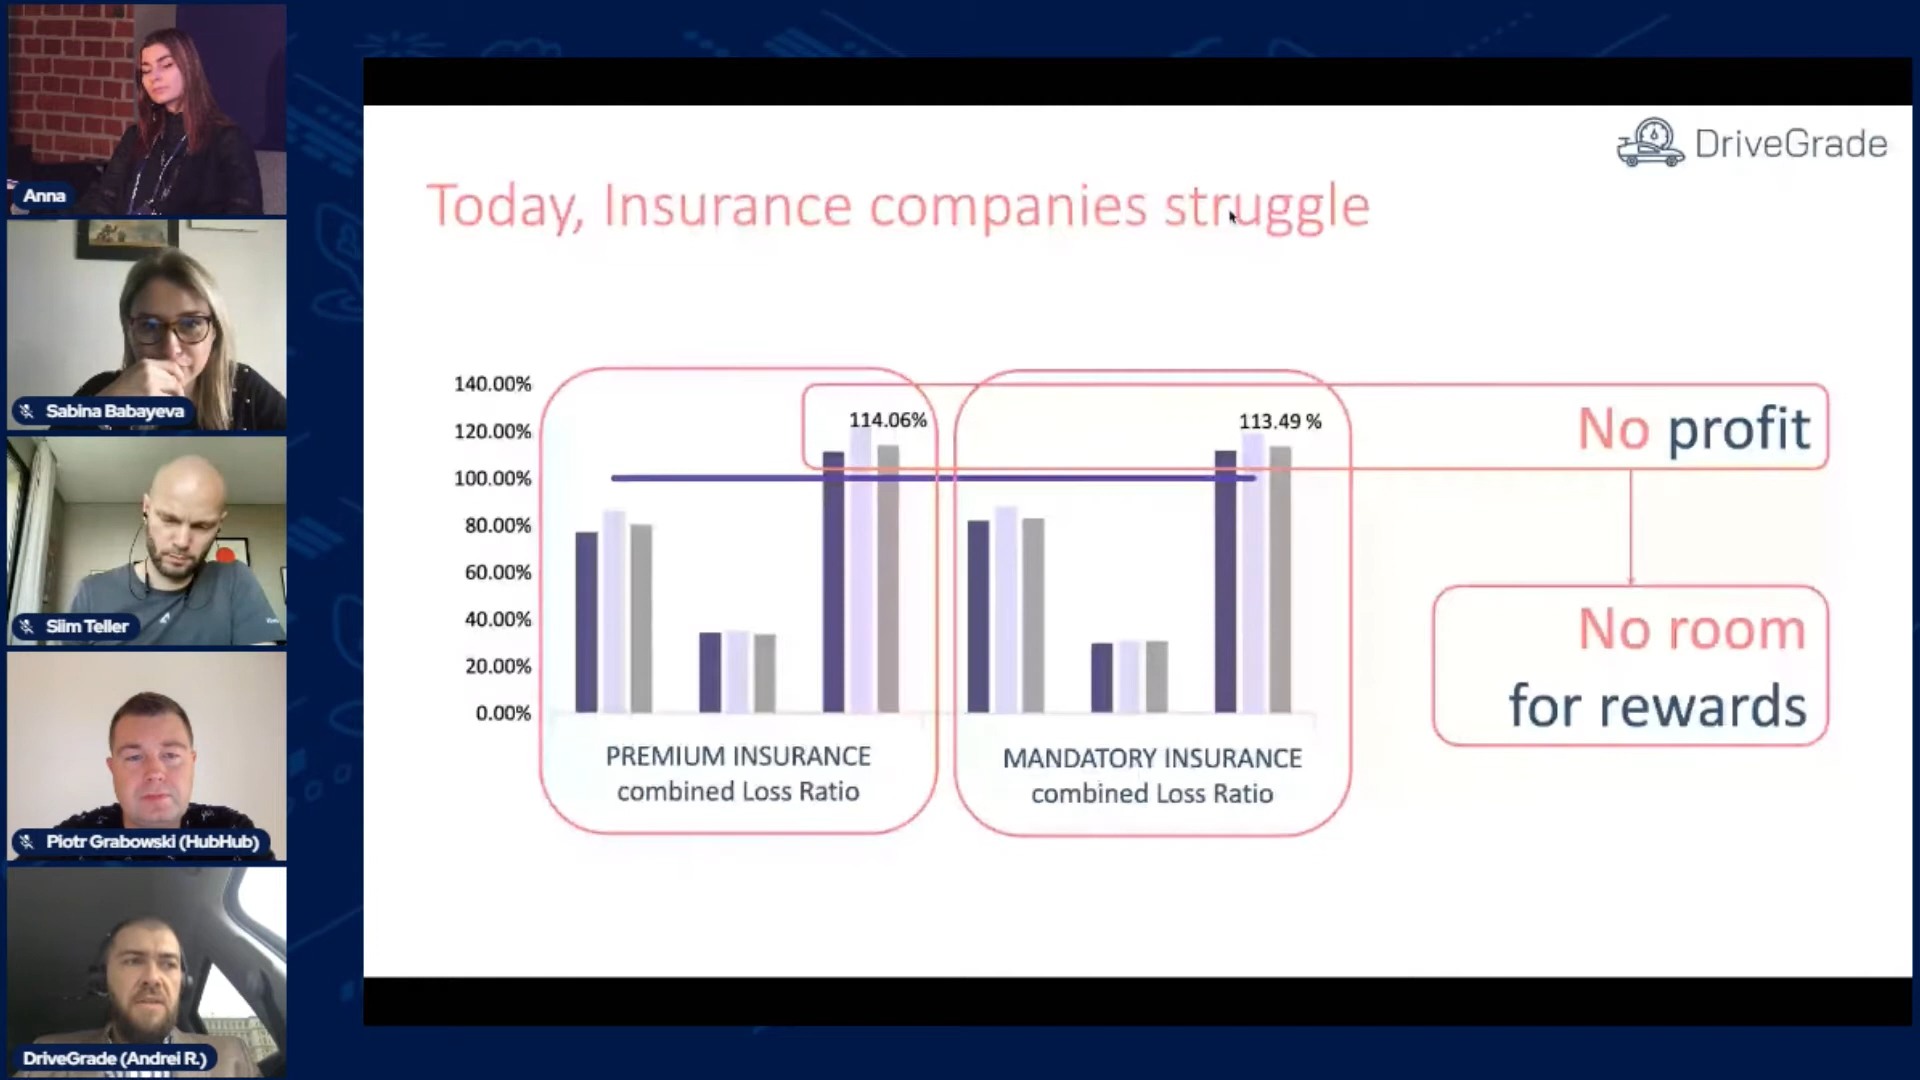 Anna
Sabina Babayeva
Siim Teller
Piotr Grabowski (HubHub)
DriveGrade (Andrei R.)
DriveGrade
Today, Insurance companies struggle
140.00%
120.00%
100.00%
80.00%
60.00%
40.00%
20.00%
0.00%
114.06%
113.49 %
PREMIUM INSURANCE
combined Loss Ratio
MANDATORY INSURANCE
combined Loss Ratio
No profit
No room
for rewards